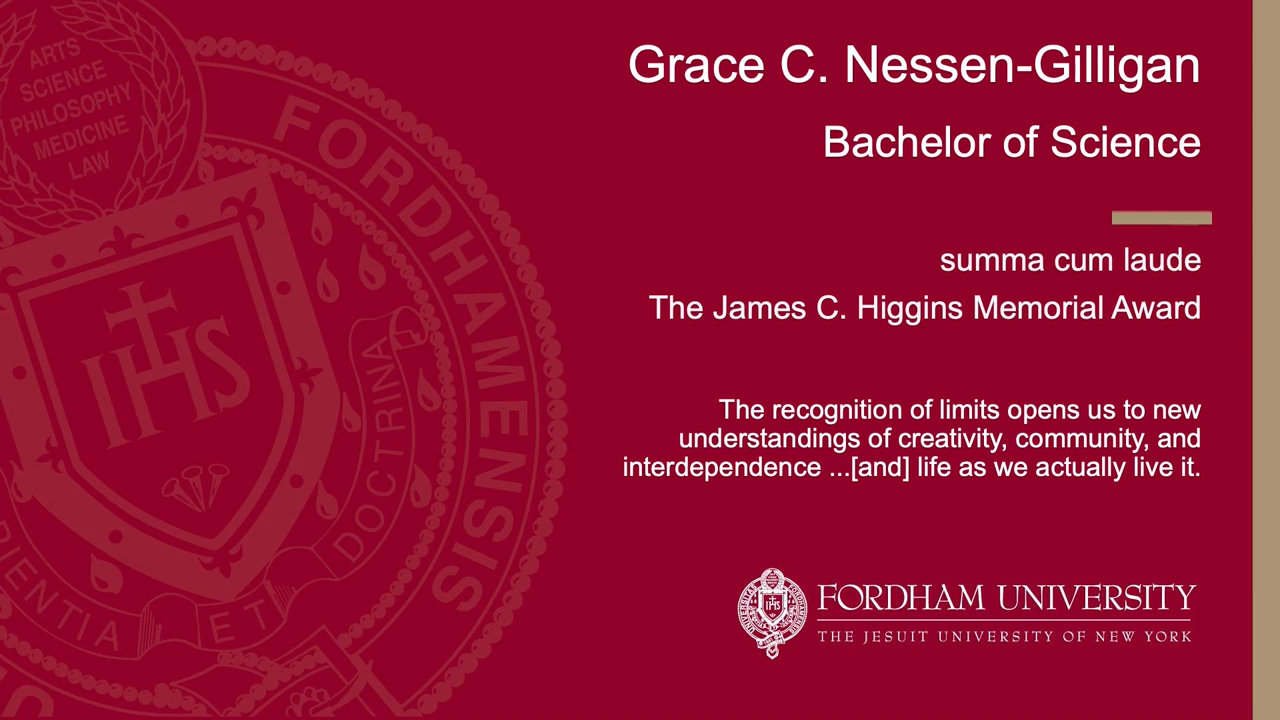 Grace C. Nessen-Gilligan
Bachelor of Science
summa cum laude
The James C. Higgins Memorial Award
The recognition of limits opens us to new
understandings of creativity, community, and
interdependence ...[and] life as we actually live it.
FORDHAM UNIVERSITY
THE JESUIT UNIVERSITY OF NEW YORK
ARTS
SCIENCE
PHILOSOPHY
MEDICINE
LAW
FORDHAMENSIS
IHS
DOCTRINA
ET